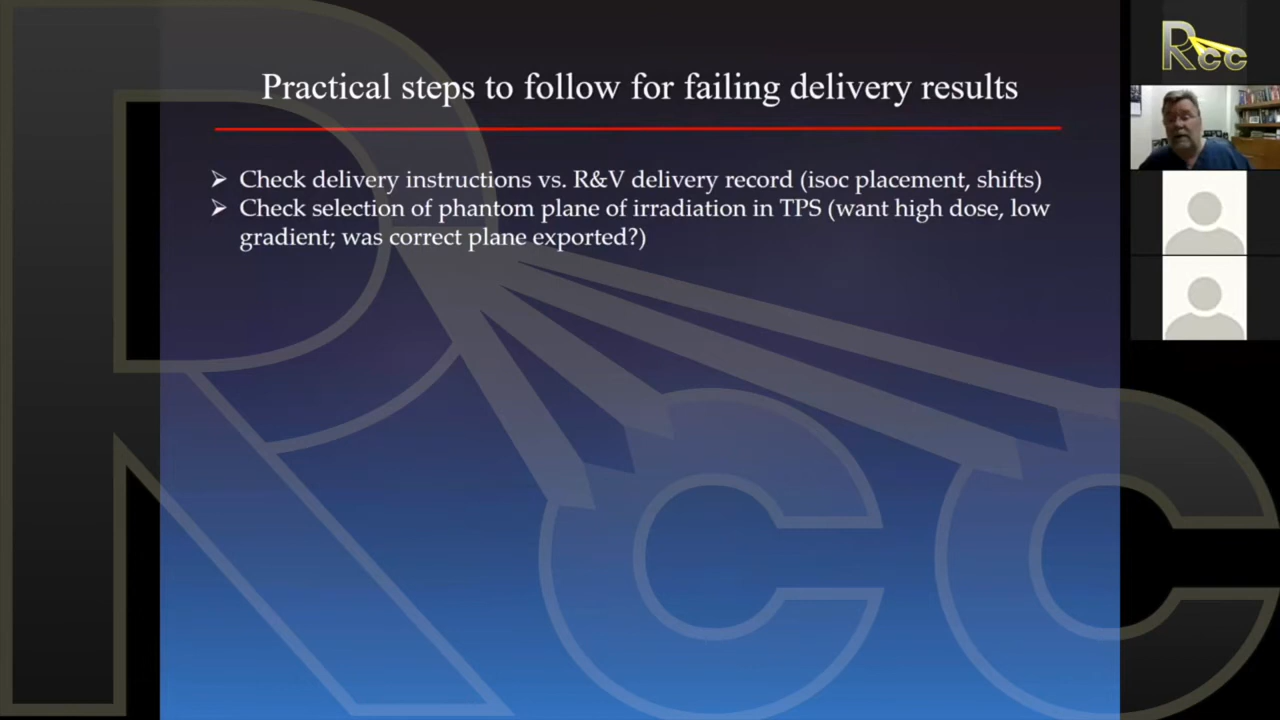 Practical steps to follow for failing delivery results
➢ Check delivery instructions vs. R&V delivery record (isoc placement, shifts)
➢ Check selection of phantom plane of irradiation in TPS (want high dose, low
gradient; was correct plane exported?)
Rcc
Rcc